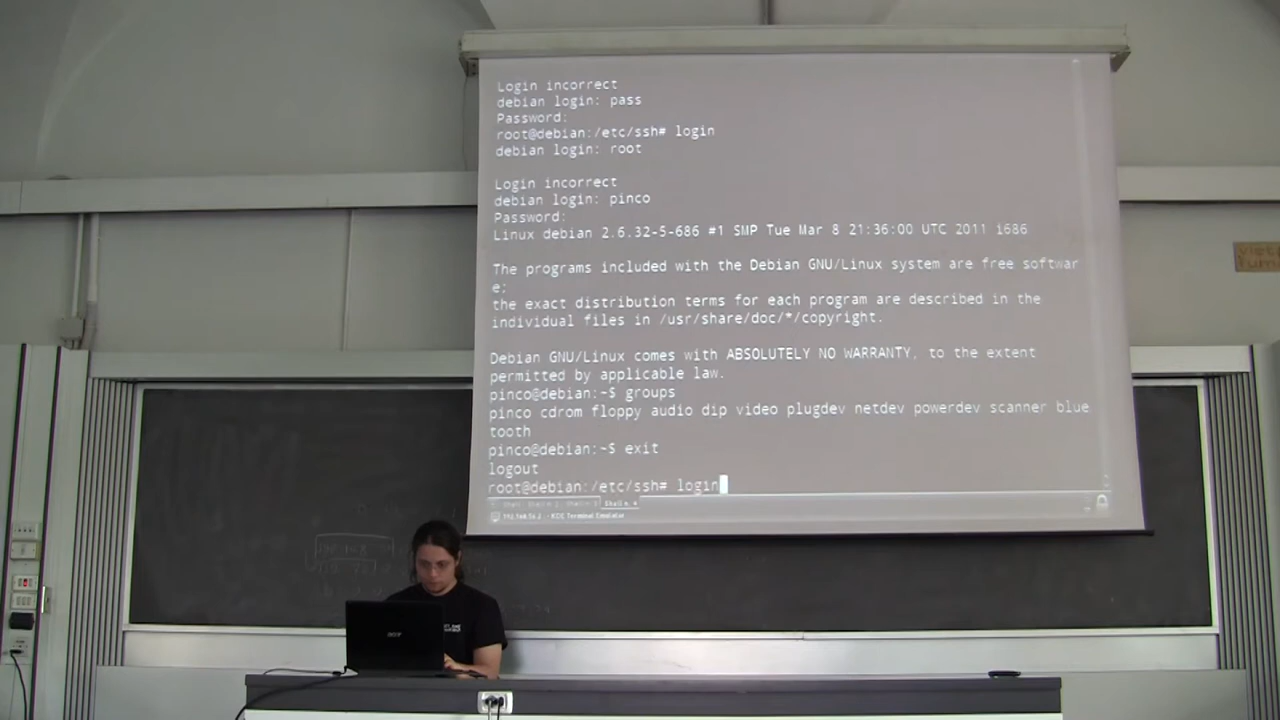 Login incorrect
debian login: pass
Password:
root@debian:/etc/ssh# login
debian login: root
Login incorrect
debian login: pinco
Password:
Linux debian 2.6.32-5-686 #1 SMP Tue Mar 8 21:36:00 UTC 2011 i686
The programs included with the Debian GNU/Linux system are free softwar
e;
the exact distribution terms for each program are described in the
individual files in /usr/share/doc/*/copyright.
Debian GNU/Linux comes with ABSOLUTELY NO WARRANTY, to the extent
permitted by applicable law.
pinco@debian:~$ groups
pinco cdrom floppy audio dip video plugdev netdev powerdev scanner blue
tooth
pinco@debian:~$ exit
logout
root@debian:/etc/ssh# login
Terminal Emulator
acer